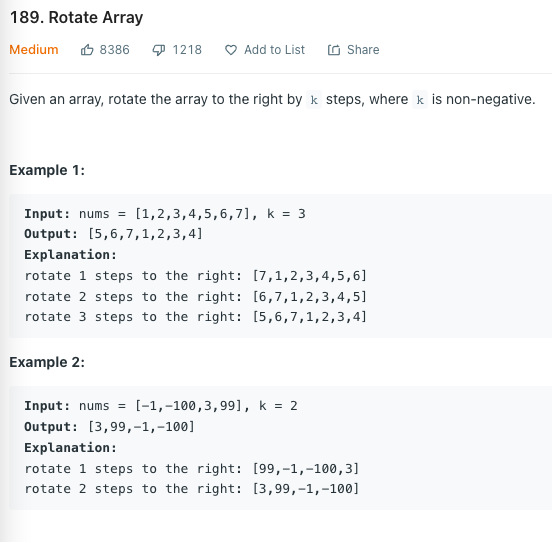 189. Rotate Array
Medium 8386 1218 Add to List Share
Given an array, rotate the array to the right by k steps, where k is non-negative.
Example 1:
Input: nums = [1,2,3,4,5,6,7], k = 3
Output: [5,6,7,1,2,3,4]
Explanation:
rotate 1 steps to the right: [7,1,2,3,4,5,6]
rotate 2 steps to the right: [6,7,1,2,3,4,5]
rotate 3 steps to the right: [5,6,7,1,2,3,4]
Example 2:
Input: nums = [-1,-100,3,99], k = 2
Output: [3,99,-1,-100]
Explanation:
rotate 1 steps to the right: [99,-1,-100,3]
rotate 2 steps to the right: [3,99,-1,-100]